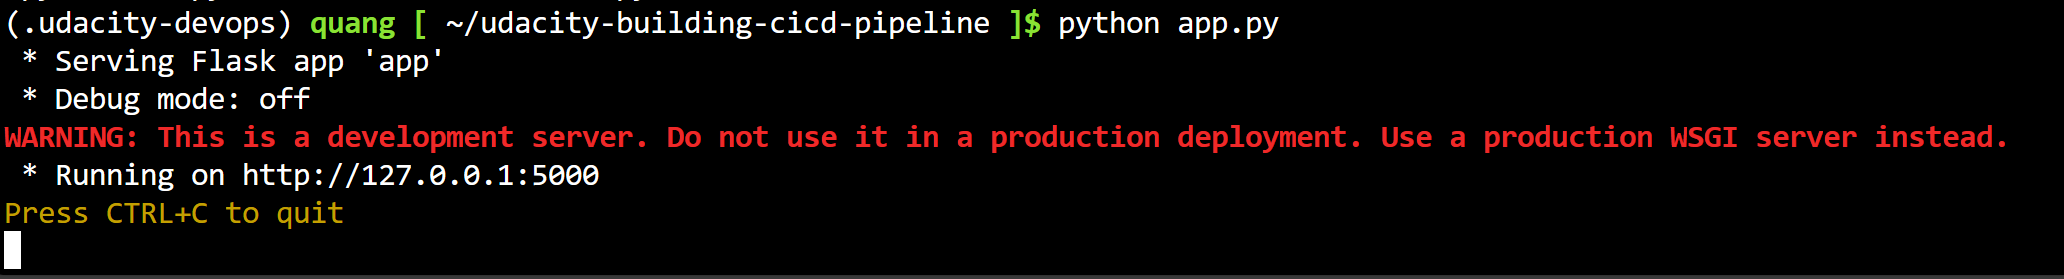 (.udacity-devops) quang [ ~/udacity-building-cicd-pipeline ]$ python app.py
 * Serving Flask app 'app'
 * Debug mode: off
WARNING: This is a development server. Do not use it in a production deployment. Use a production WSGI server instead.
 * Running on http://127.0.0.1:5000
Press CTRL+C to quit